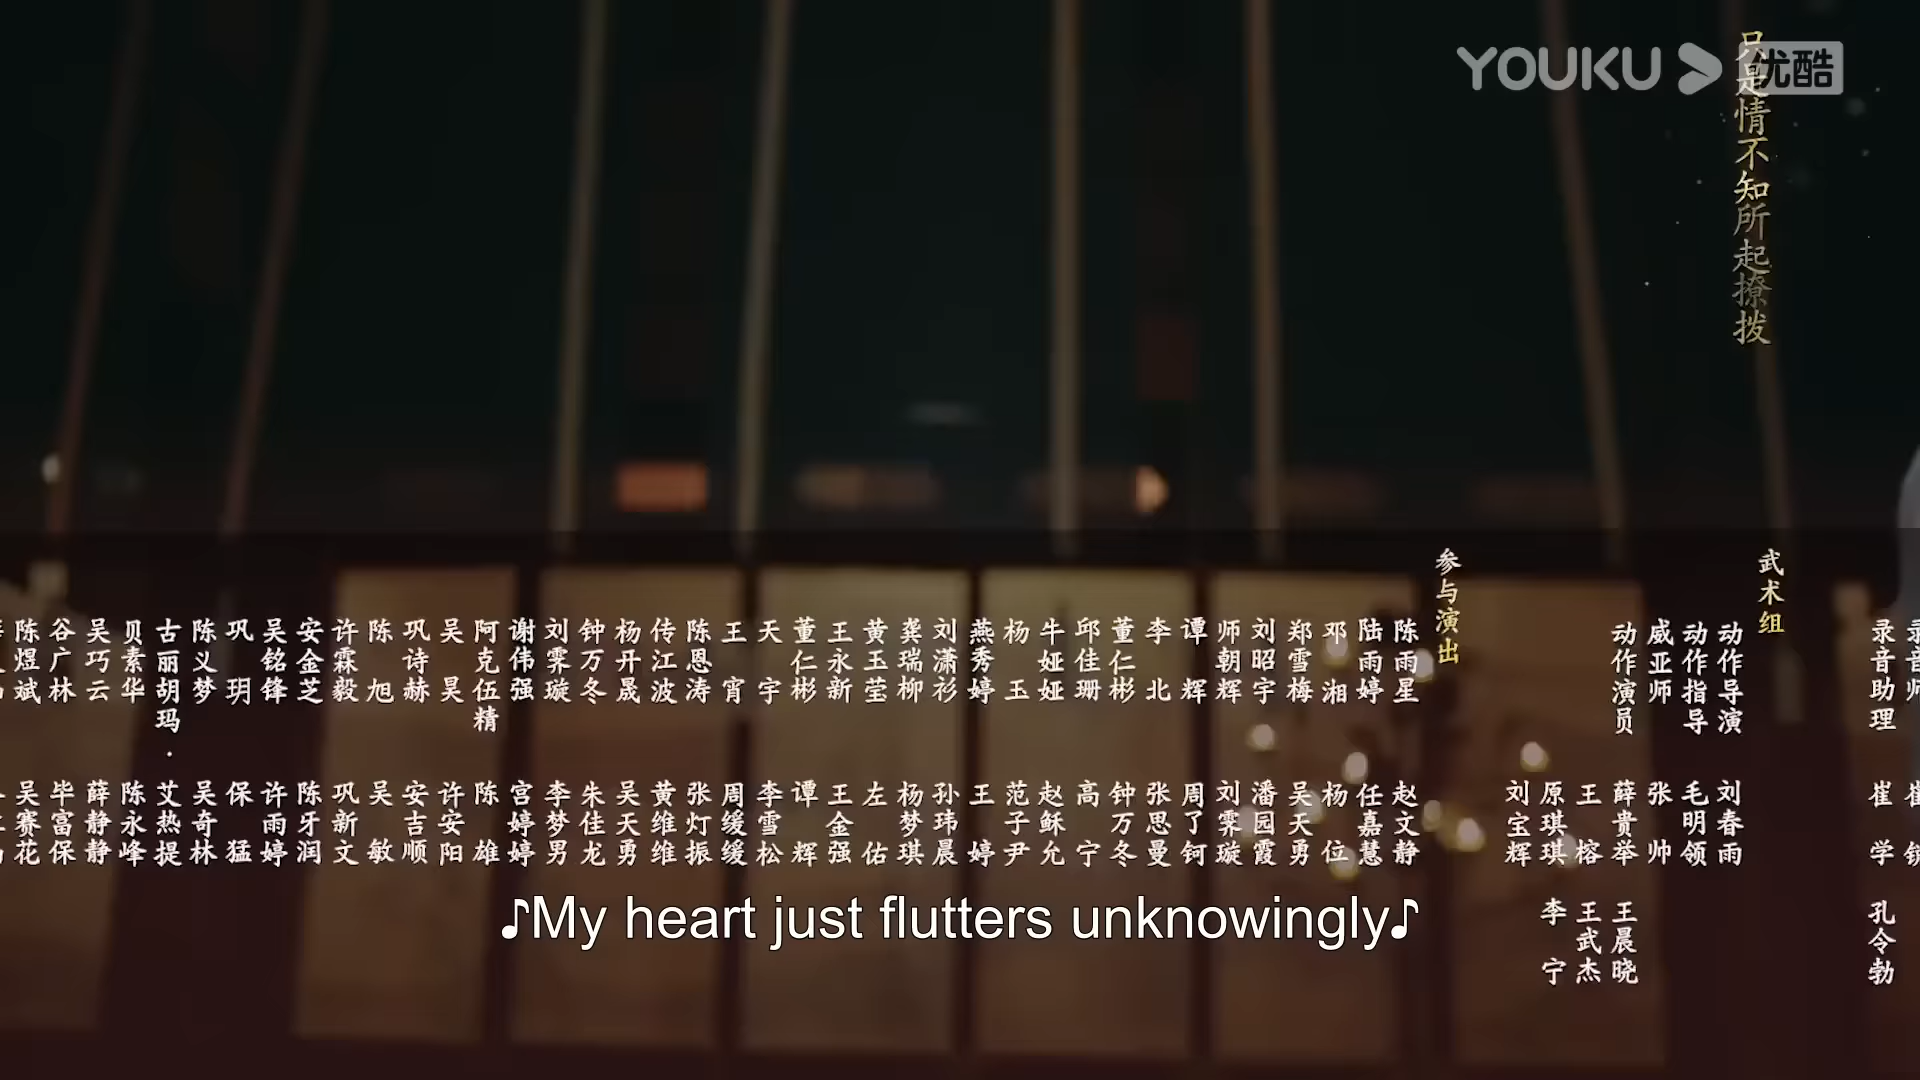 YOUKU 优酷
只是情不知所起撩拨
录音助理
崔学
孔令勃
武术组
动作导演
刘春雨
动作指导
毛明领
威亚师
张帅
动作演员
薛贵举
王晨晓
王榕
王武杰
原琪琪
李宁
刘宝辉
参与演出
陈雨星
陆雨婷
邓湘
郑雪梅
刘昭宇
师朝辉
谭辉
李北
董仁彬
邱佳珊
牛娅娅
杨玉
燕秀婷
刘潇衫
龚瑞柳
黄玉莹
王永新
董仁彬
天宇
王宵
陈恩涛
传江波
杨开晟
钟万冬
刘霁璇
谢伟强
阿克伍精
吴昊
巩诗赫
陈旭
许霖毅
安金芝
吴铭锋
巩玥
陈义梦
古丽胡玛·艾热提
贝素华
吴巧云
谷广林
陈煜斌
赵文静
任嘉慧
杨位
吴天勇
潘园霞
刘霁璇
周了钶
张思曼
钟万冬
高宁
赵稣允
范子尹
王婷
孙玮晨
杨梦琪
左佑
王金强
谭辉
李雪松
周缓缓
张灯振
黄维维
吴天勇
朱佳龙
李梦男
宫婷婷
陈雄
许安阳
安吉顺
吴敏
巩新文
陈牙润
许雨婷
保猛
吴奇林
陈永峰
薛静静
毕富保
吴赛花
♪My heart just flutters unknowingly♪